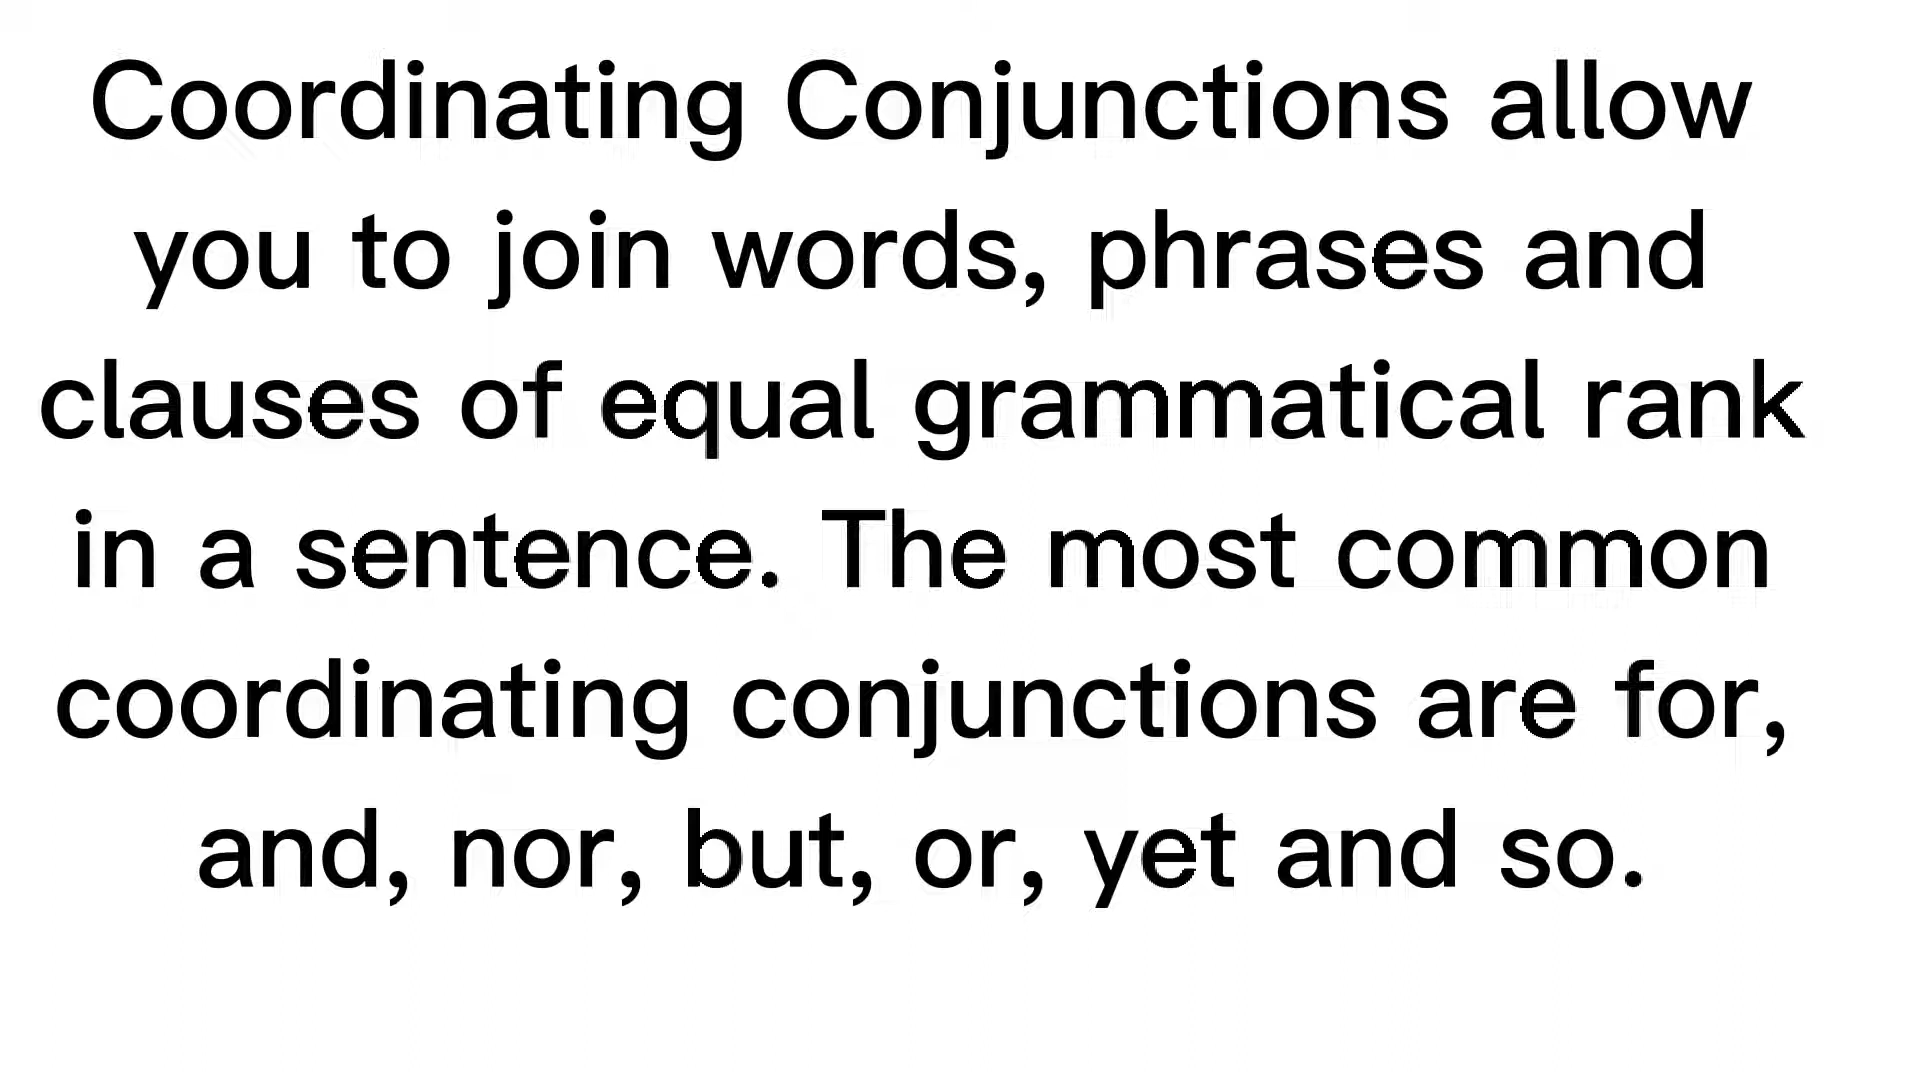 Coordinating Conjunctions allow
you to join words, phrases and
clauses of equal grammatical rank
in a sentence. The most common
coordinating conjunctions are for,
and, nor, but, or, yet and so.